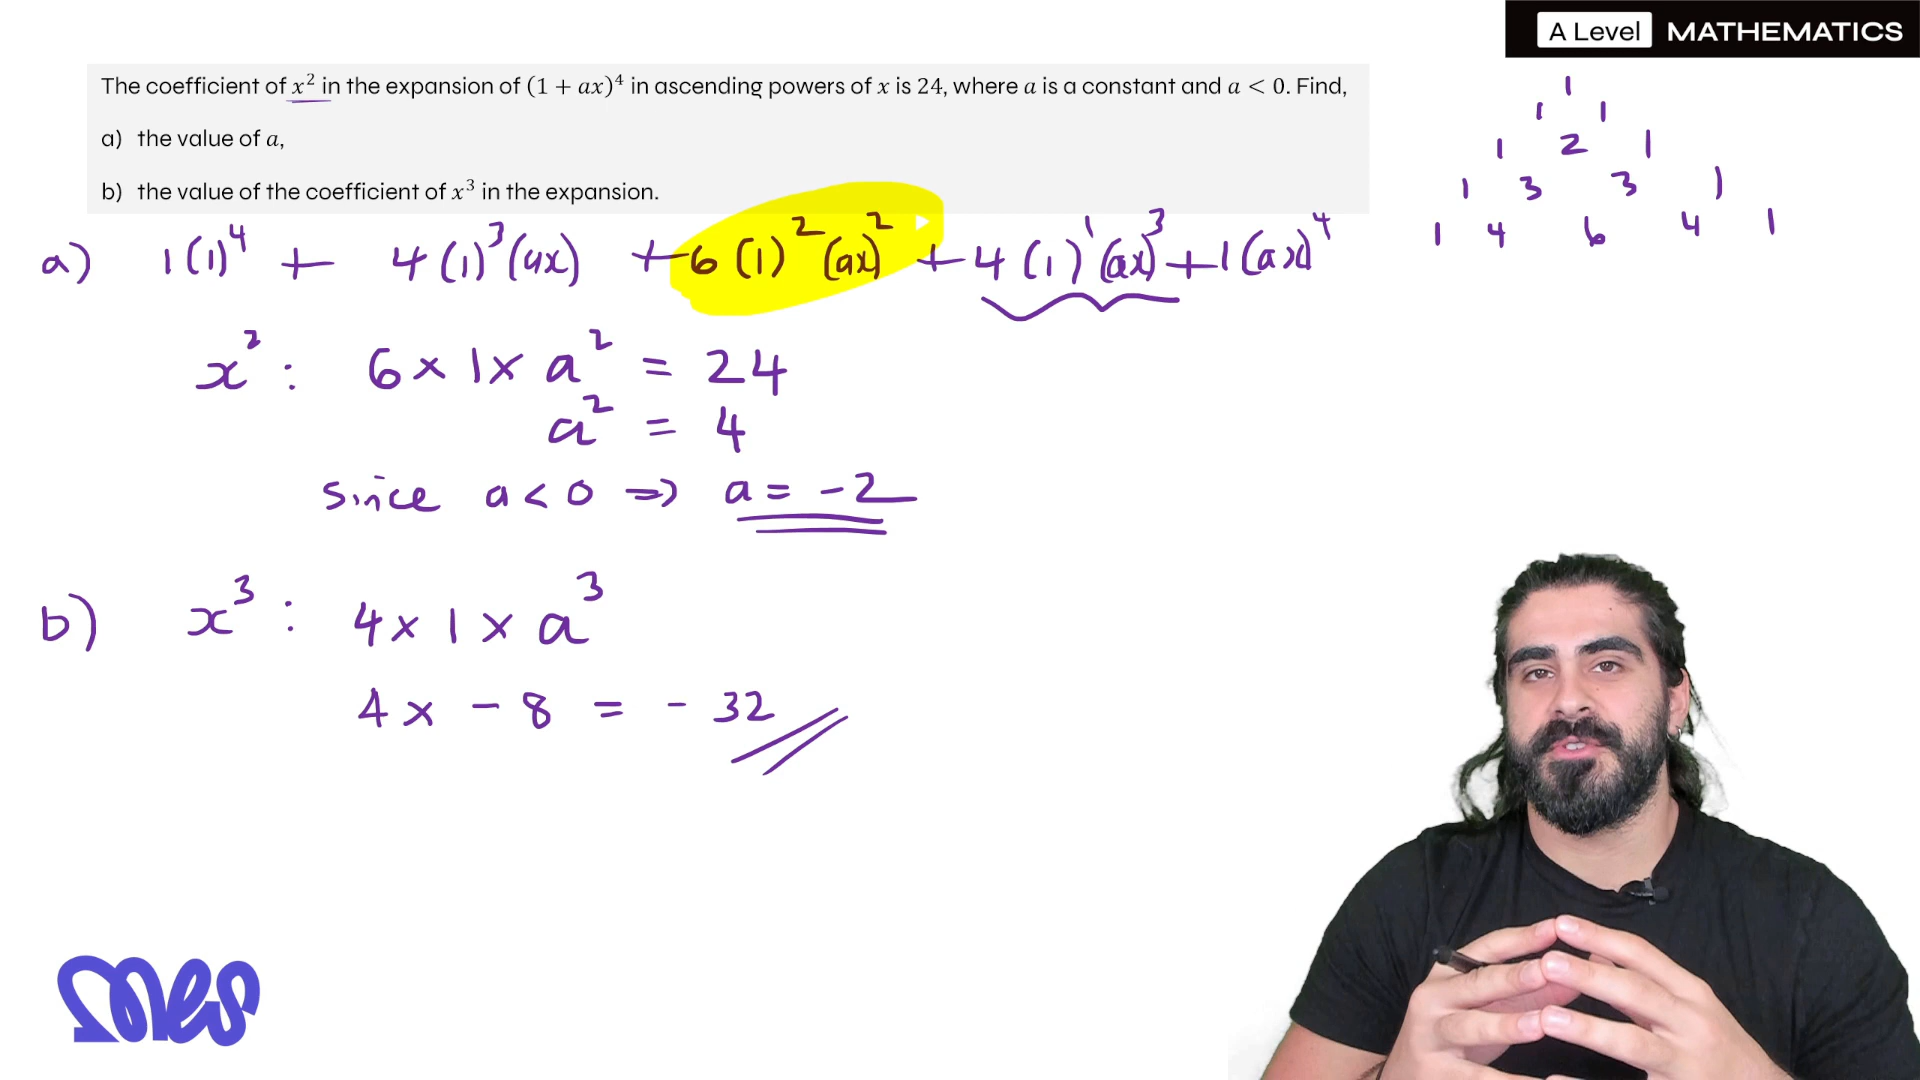 A Level MATHEMATICS
The coefficient of x² in the expansion of (1 + ax)⁴ in ascending powers of x is 24, where a is a constant and a < 0. Find,
a) the value of a,
b) the value of the coefficient of x³ in the expansion.
1
1 1
1 2 1
1 3 3 1
1 4 6 4 1
a) 1(1)⁴ + 4(1)³(ax) + 6(1)²(ax)² + 4(1)¹(ax)³ + 1(ax)⁴
x² : 6 × 1 × a² = 24
a² = 4
since a < 0 ⇒ a = -2
b) x³ : 4 × 1 × a³
4 × - 8 = - 32
mes